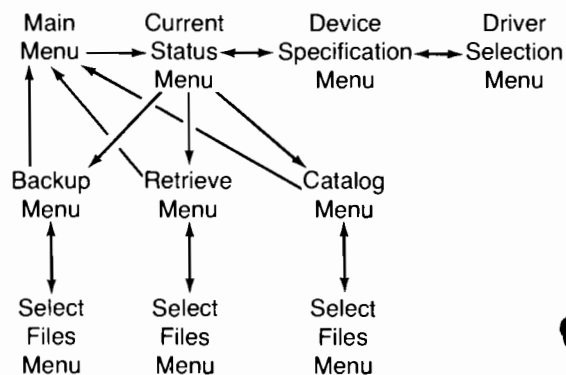 Main Menu
Current Status Menu
Device Specification Menu
Driver Selection Menu
Backup Menu
Retrieve Menu
Catalog Menu
Select Files Menu
Select Files Menu
Select Files Menu